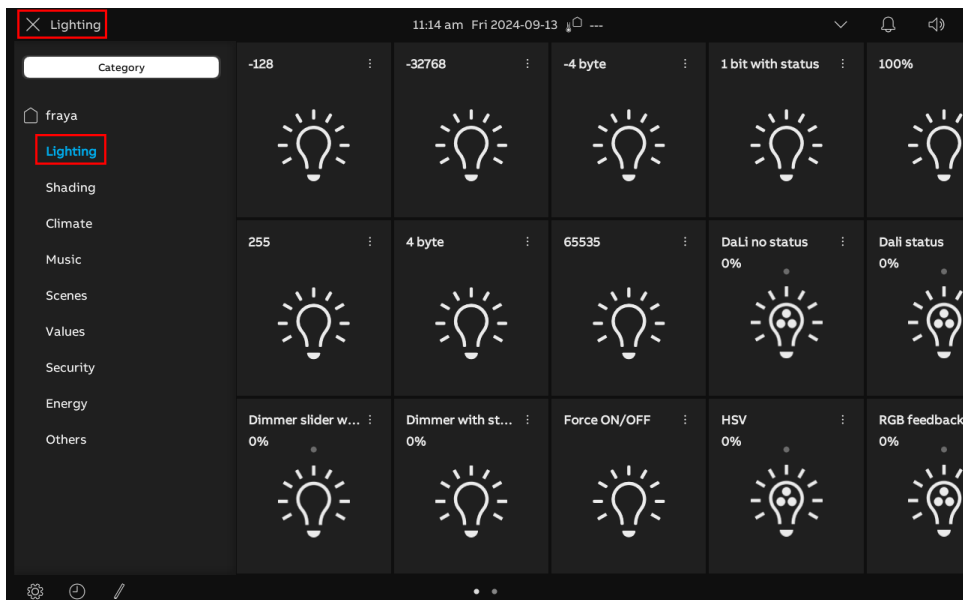 Lighting
11:14 am Fri 2024-09-13 ---
Category
fraya
Lighting
Shading
Climate
Music
Scenes
Values
Security
Energy
Others
-128
-32768
-4 byte
1 bit with status
100%
255
4 byte
65535
DaLi no status
0%
Dali status
0%
Dimmer slider w...
0%
Dimmer with st...
0%
Force ON/OFF
HSV
0%
RGB feedback
0%